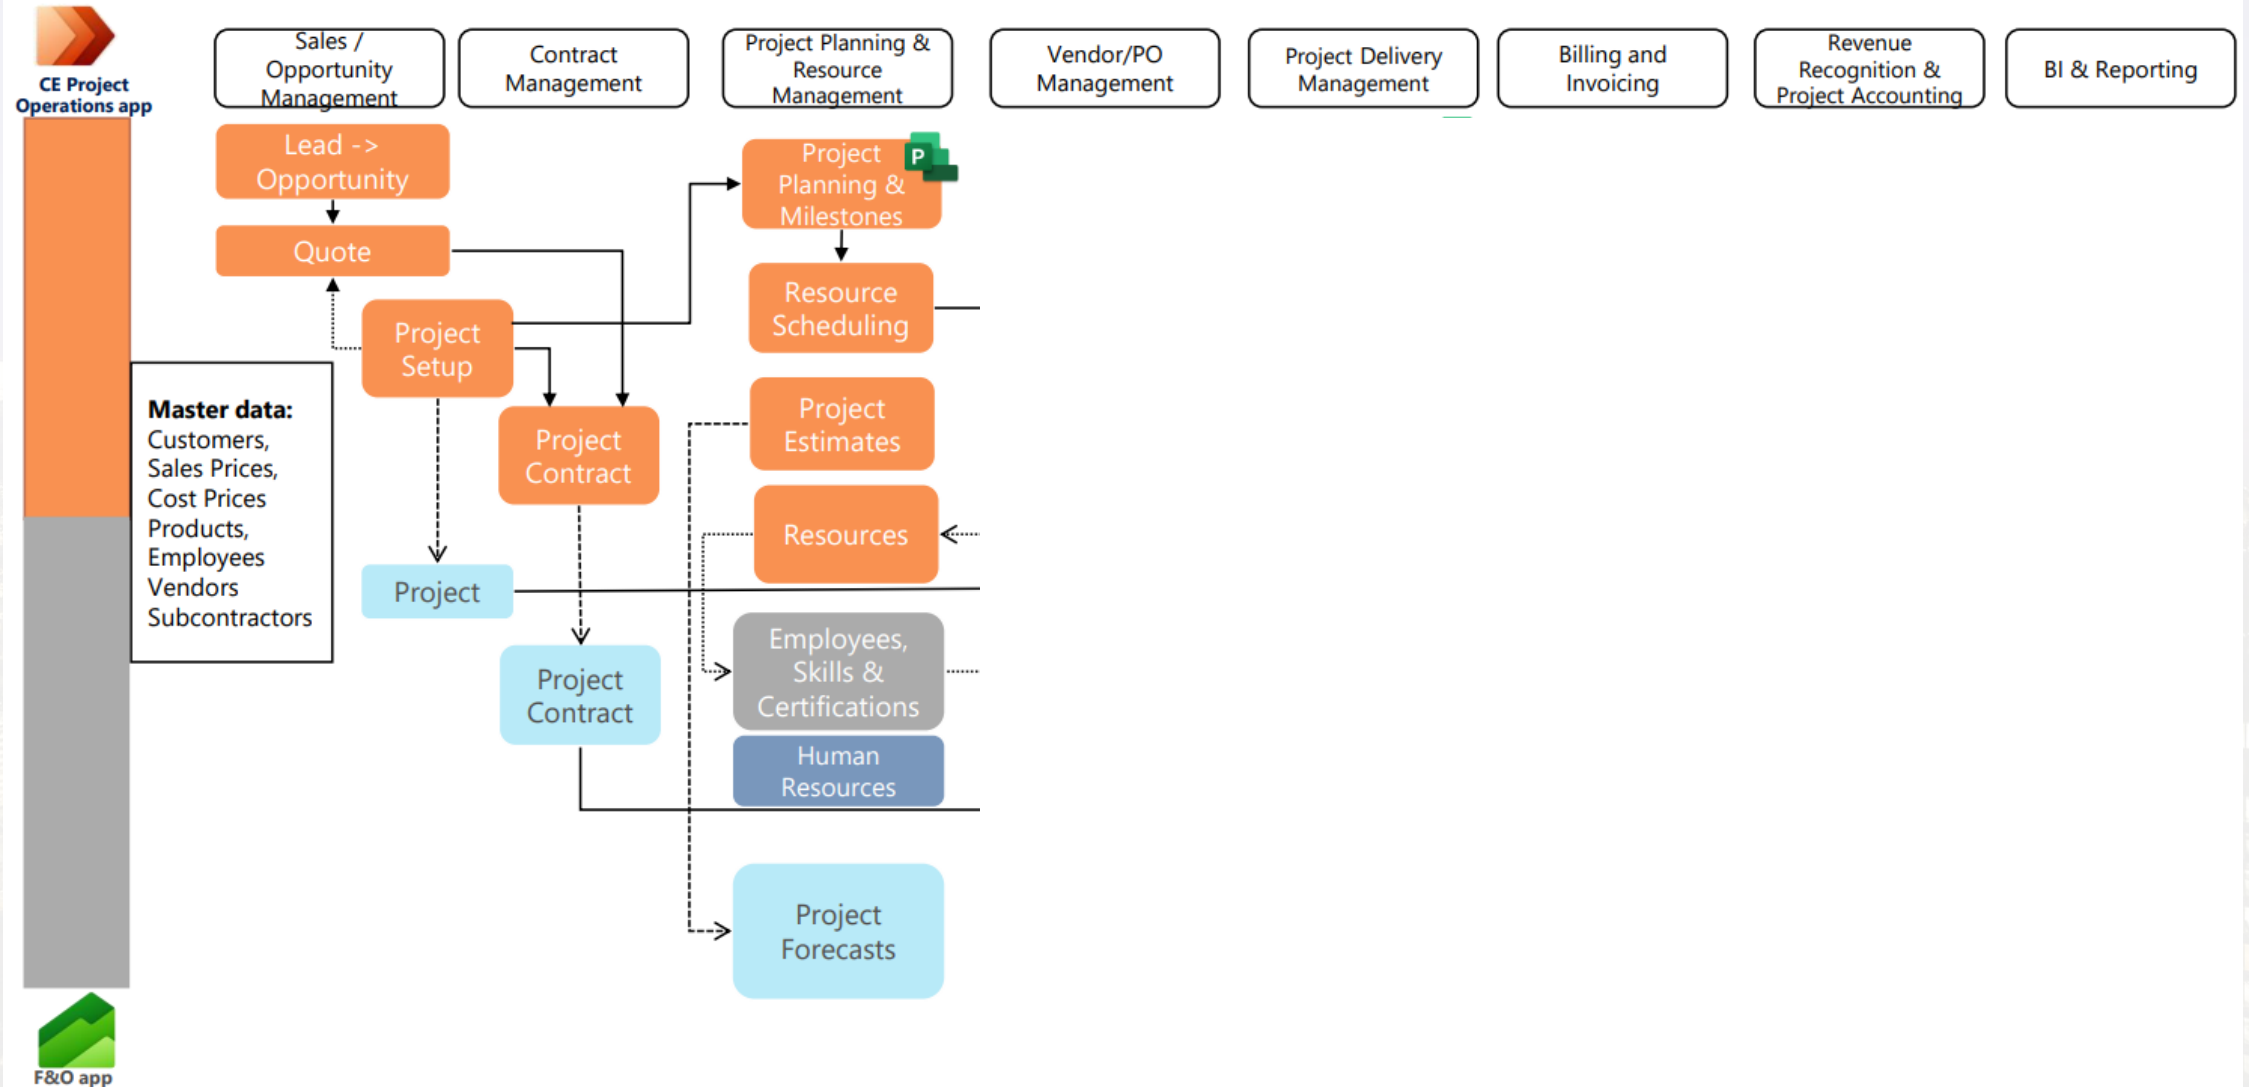 CE Project
Operations app
Sales /
Opportunity
Management
Contract
Management
Project Planning &
Resource
Management
Vendor/PO
Management
Project Delivery
Management
Billing and
Invoicing
Revenue
Recognition &
Project Accounting
BI & Reporting
Lead ->
Opportunity
Quote
Project
Setup
Project
Contract
Project
Project
Contract
Project
Planning &
Milestones
P
Resource
Scheduling
Project
Estimates
Resources
Employees,
Skills &
Certifications
Human
Resources
Project
Forecasts
Master data:
Customers,
Sales Prices,
Cost Prices
Products,
Employees
Vendors
Subcontractors
F&O app